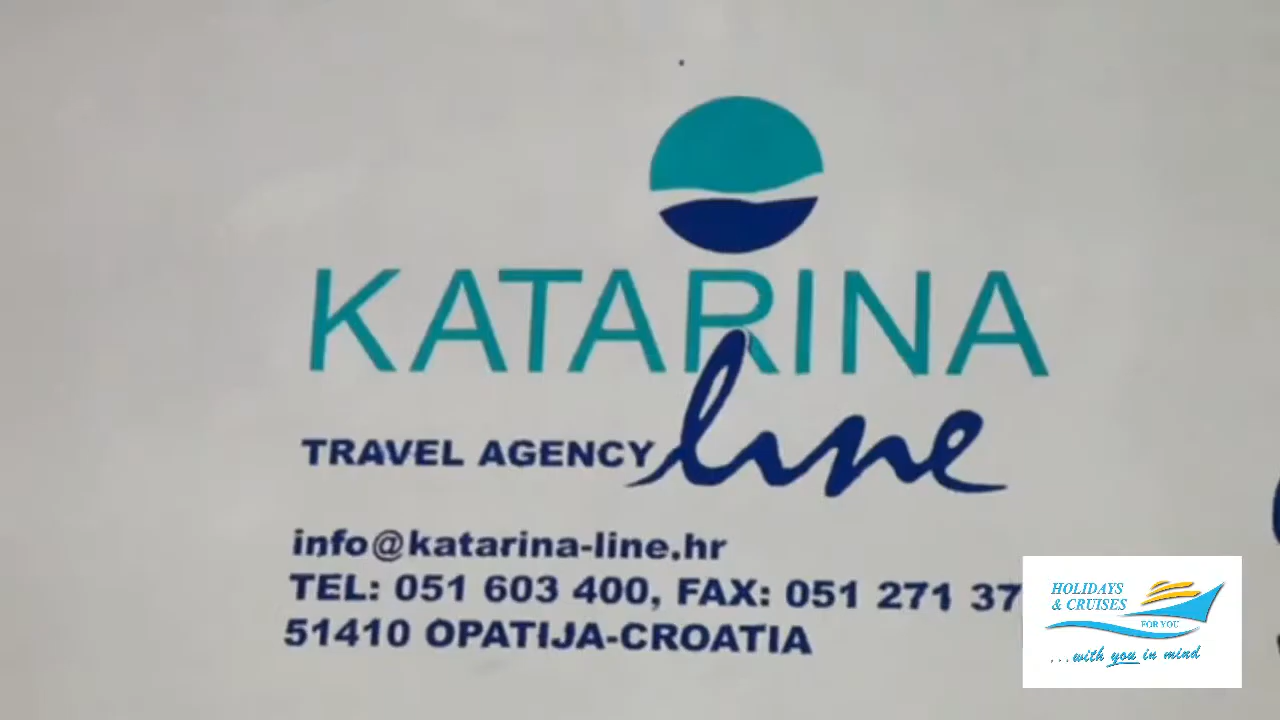 KATARINA
line
TRAVEL AGENCY
info@katarina-line.hr
TEL: 051 603 400, FAX: 051 271 37
51410 OPATIJA-CROATIA
HOLIDAYS
& CRUISES
FOR YOU
...with you in mind